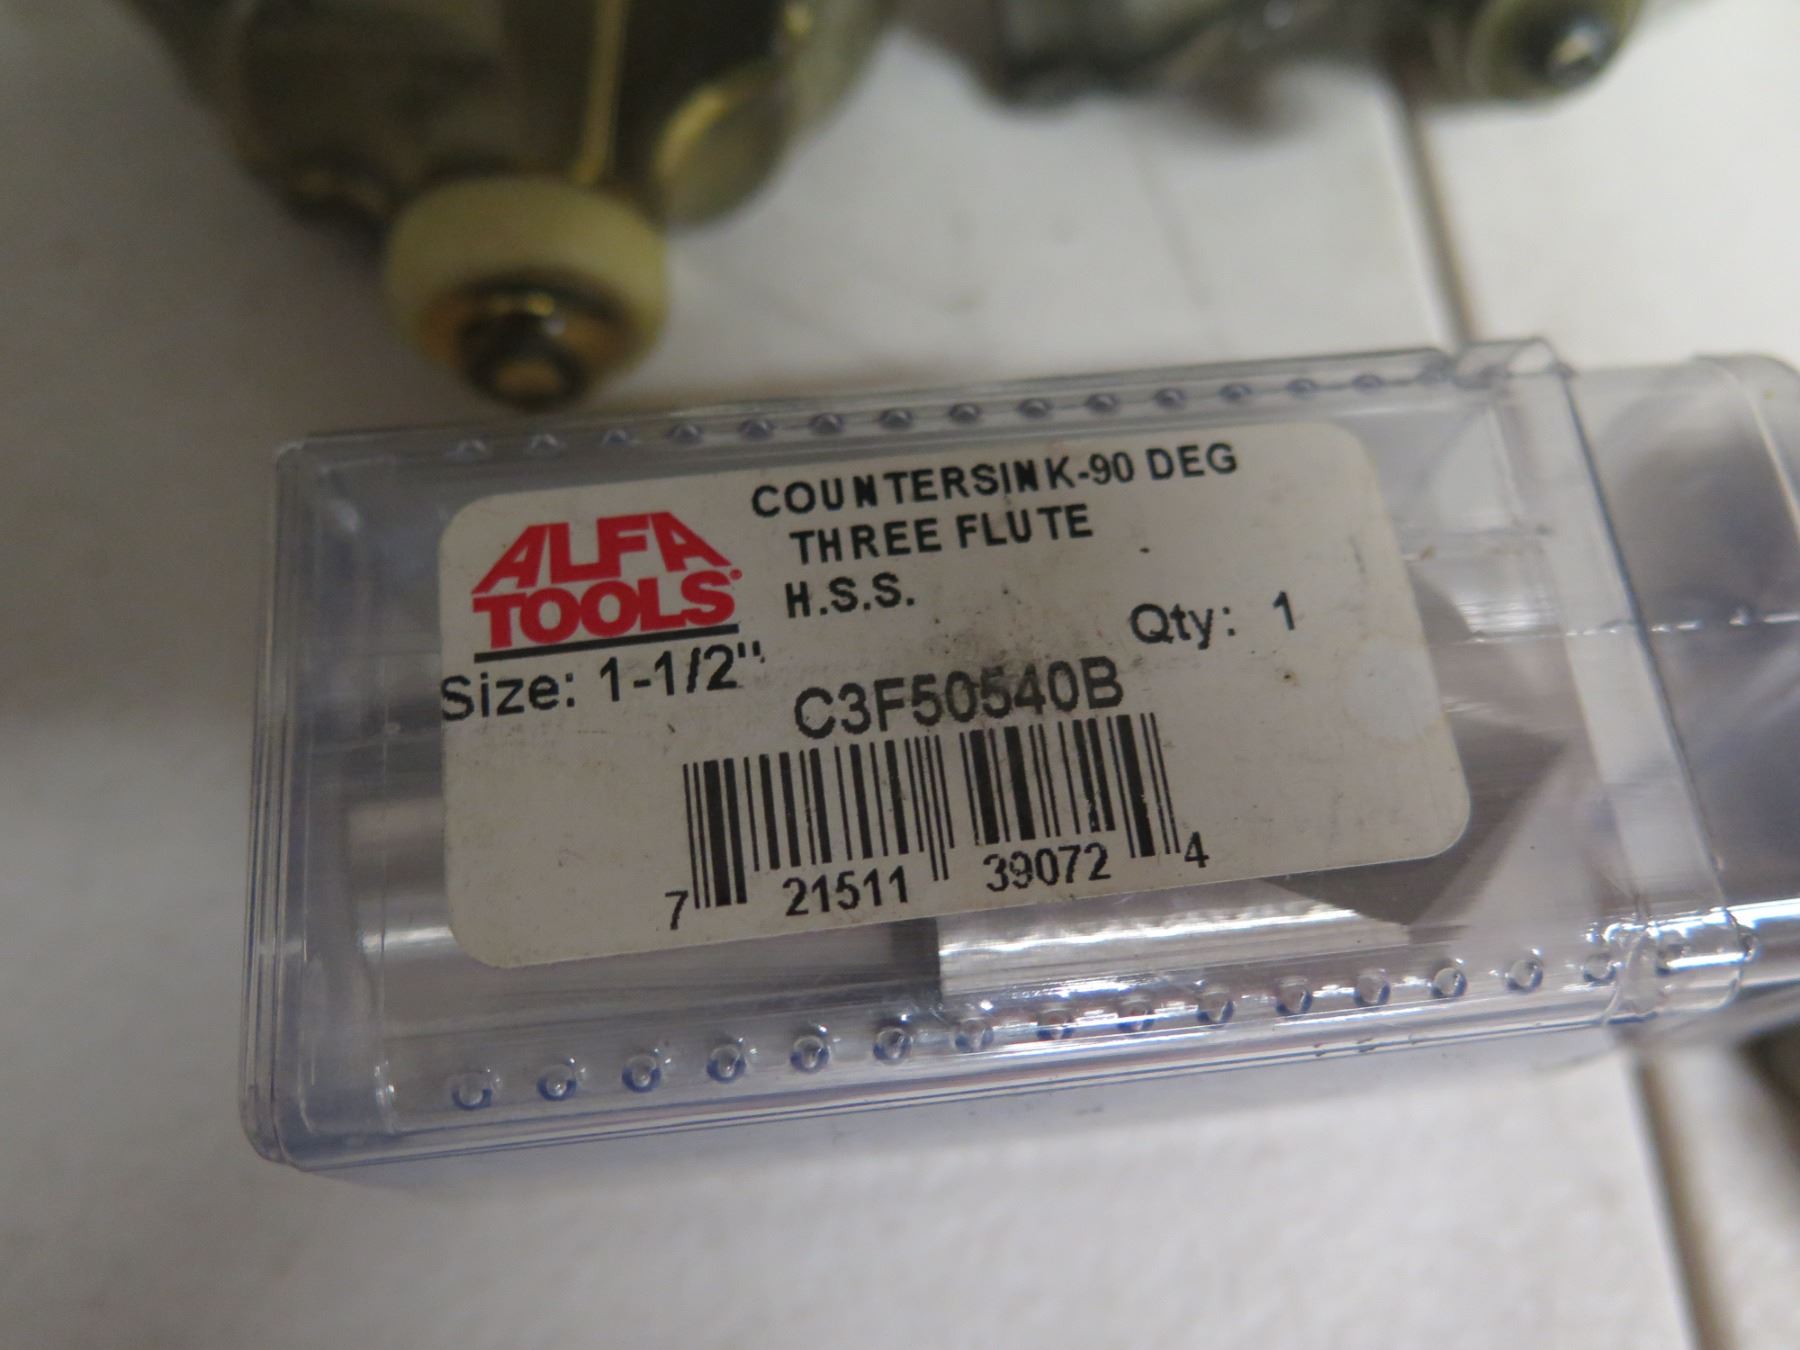 ALFA
TOOLS
COUNTERSINK-90 DEG
THREE FLUTE
H.S.S.
Size: 1-1/2"
Qty: 1
C3F50540B
7 21511 39072 4